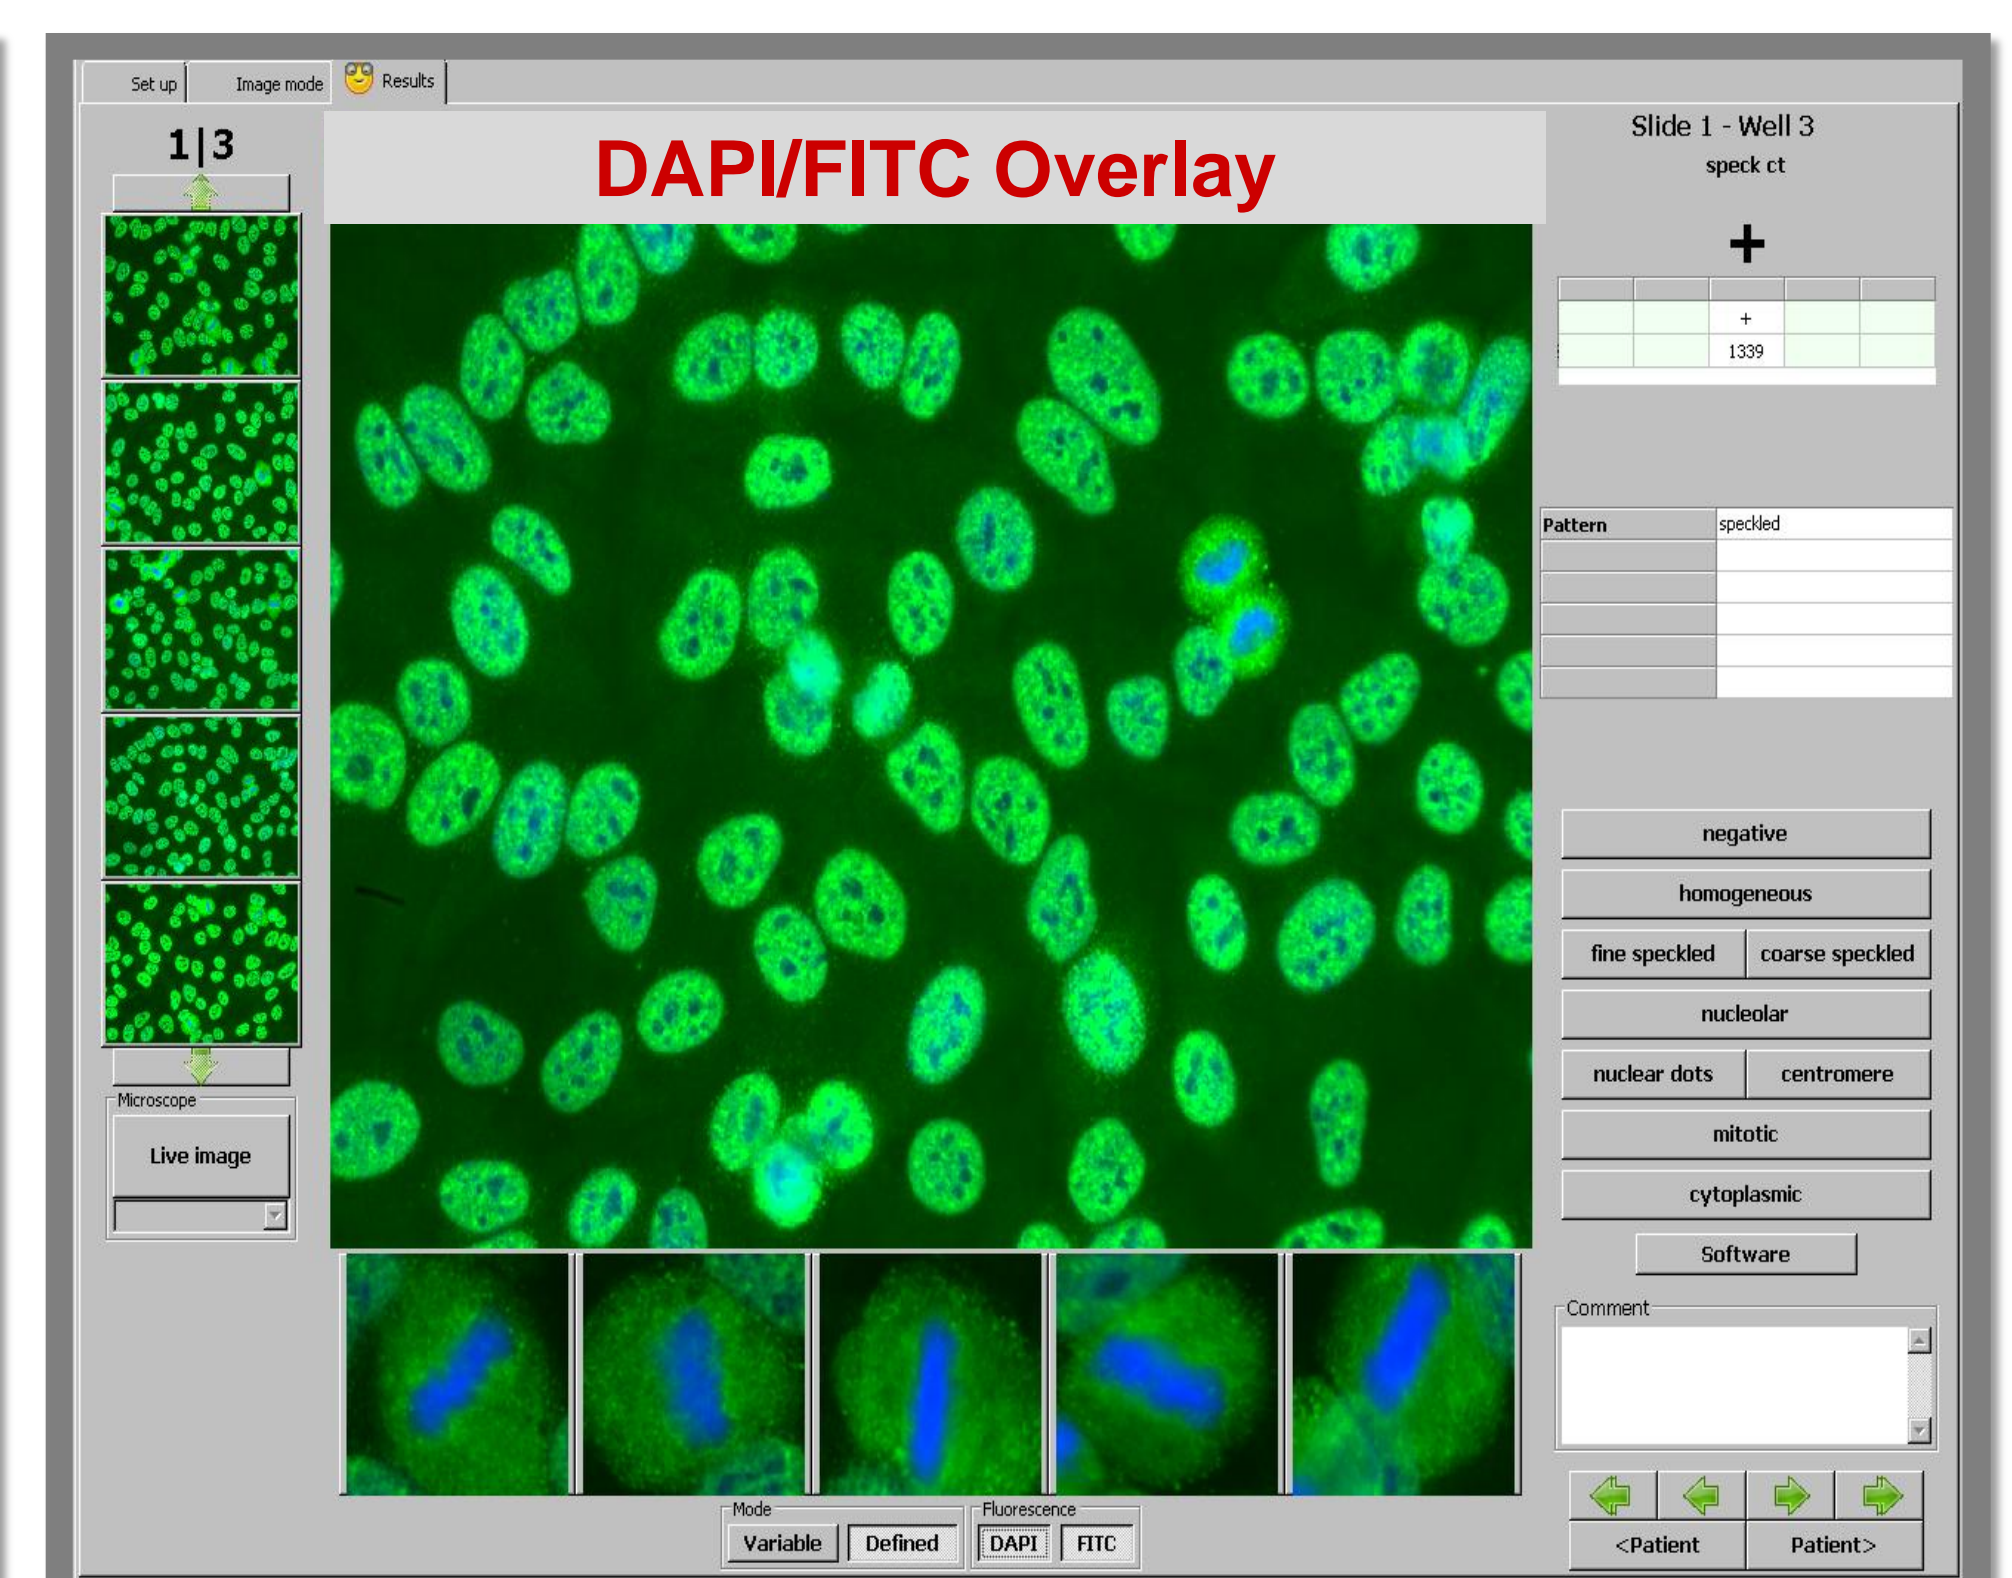 Set up
Image mode
Results
1|3
DAPI/FITC Overlay
Slide 1 - Well 3
speck ct
+
+
1339
Pattern speckled
negative
homogeneous
fine speckled coarse speckled
nucleolar
nuclear dots centromere
mitotic
cytoplasmic
Software
Comment
Microscope
Live image
Mode
Variable Defined
Fluorescence
DAPI FITC
<Patient Patient>